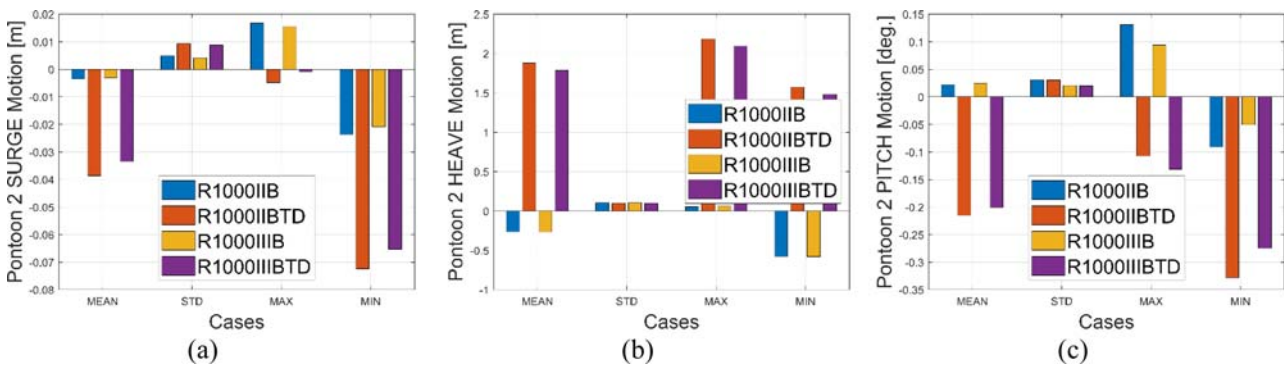 Pontoon 2 SURGE Motion [m]
0.02
0.01
0
-0.01
-0.02
-0.03
-0.04
-0.05
-0.06
-0.07
-0.08
R1000IIB
R1000IIBTD
R1000IIIB
R1000IIIBTD
MEAN STD MAX MIN
Cases
(a)
Pontoon 2 HEAVE Motion [m]
2.5
2
1.5
1
0.5
0
-0.5
-1
R1000IIB
R1000IIBTD
R1000IIIB
R1000IIIBTD
MEAN STD MAX MIN
Cases
(b)
Pontoon 2 PITCH Motion [deg.]
0.15
0.1
0.05
0
-0.05
-0.1
-0.15
-0.2
-0.25
-0.3
-0.35
R1000IIB
R1000IIBTD
R1000IIIB
R1000IIIBTD
MEAN STD MAX MIN
Cases
(c)